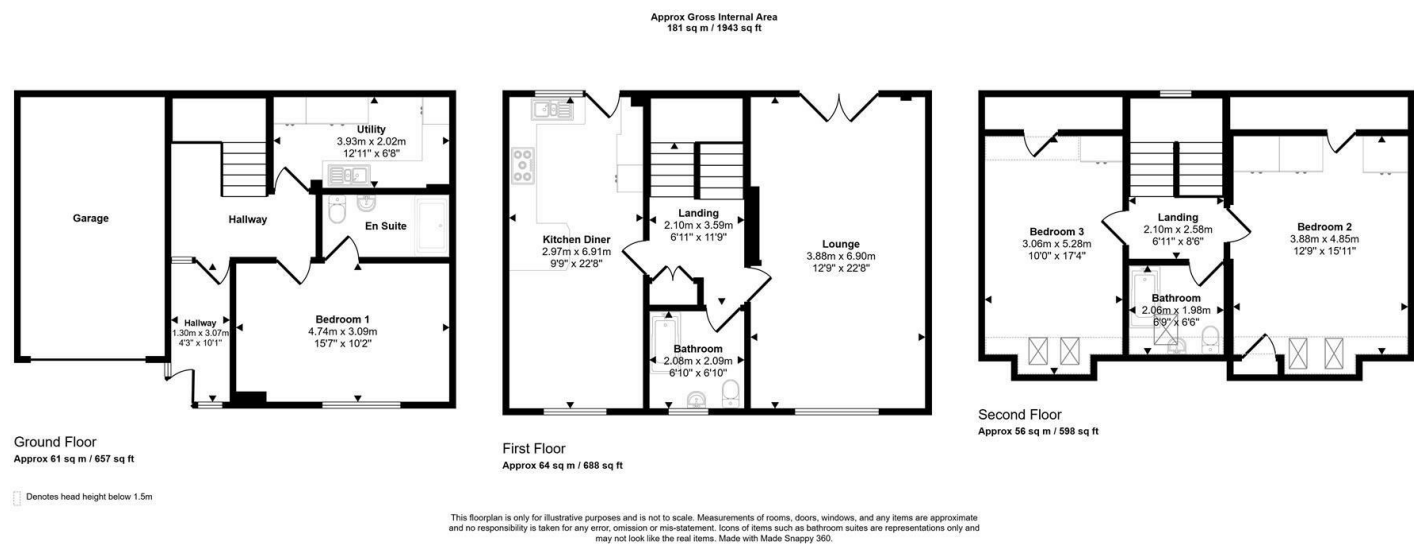 Approx Gross Internal Area
181 sq m / 1943 sq ft
Garage
Hallway
Utility
3.93m x 2.02m
12'11" x 6'8"
En Suite
Hallway
1.30m x 3.07m
4'3" x 10'1"
Bedroom 1
4.74m x 3.09m
15'7" x 10'2"
Ground Floor
Approx 61 sq m / 657 sq ft
Denotes head height below 1.5m
Kitchen Diner
2.97m x 6.91m
9'9" x 22'8"
Landing
2.10m x 3.59m
6'11" x 11'9"
Bathroom
2.08m x 2.09m
6'10" x 6'10"
Lounge
3.88m x 6.90m
12'9" x 22'8"
First Floor
Approx 64 sq m / 688 sq ft
Bedroom 3
3.06m x 5.28m
10'0" x 17'4"
Landing
2.10m x 2.58m
6'11" x 8'6"
Bathroom
2.06m x 1.98m
6'9" x 6'6"
Bedroom 2
3.88m x 4.85m
12'9" x 15'11"
Second Floor
Approx 56 sq m / 598 sq ft
This floorplan is only for illustrative purposes and is not to scale. Measurements of rooms, doors, windows, and any items are approximate
and no responsibility is taken for any error, omission or mis-statement. Icons of items such as bathroom suites are representations only and
may not look like the real items. Made with Made Snappy 360.